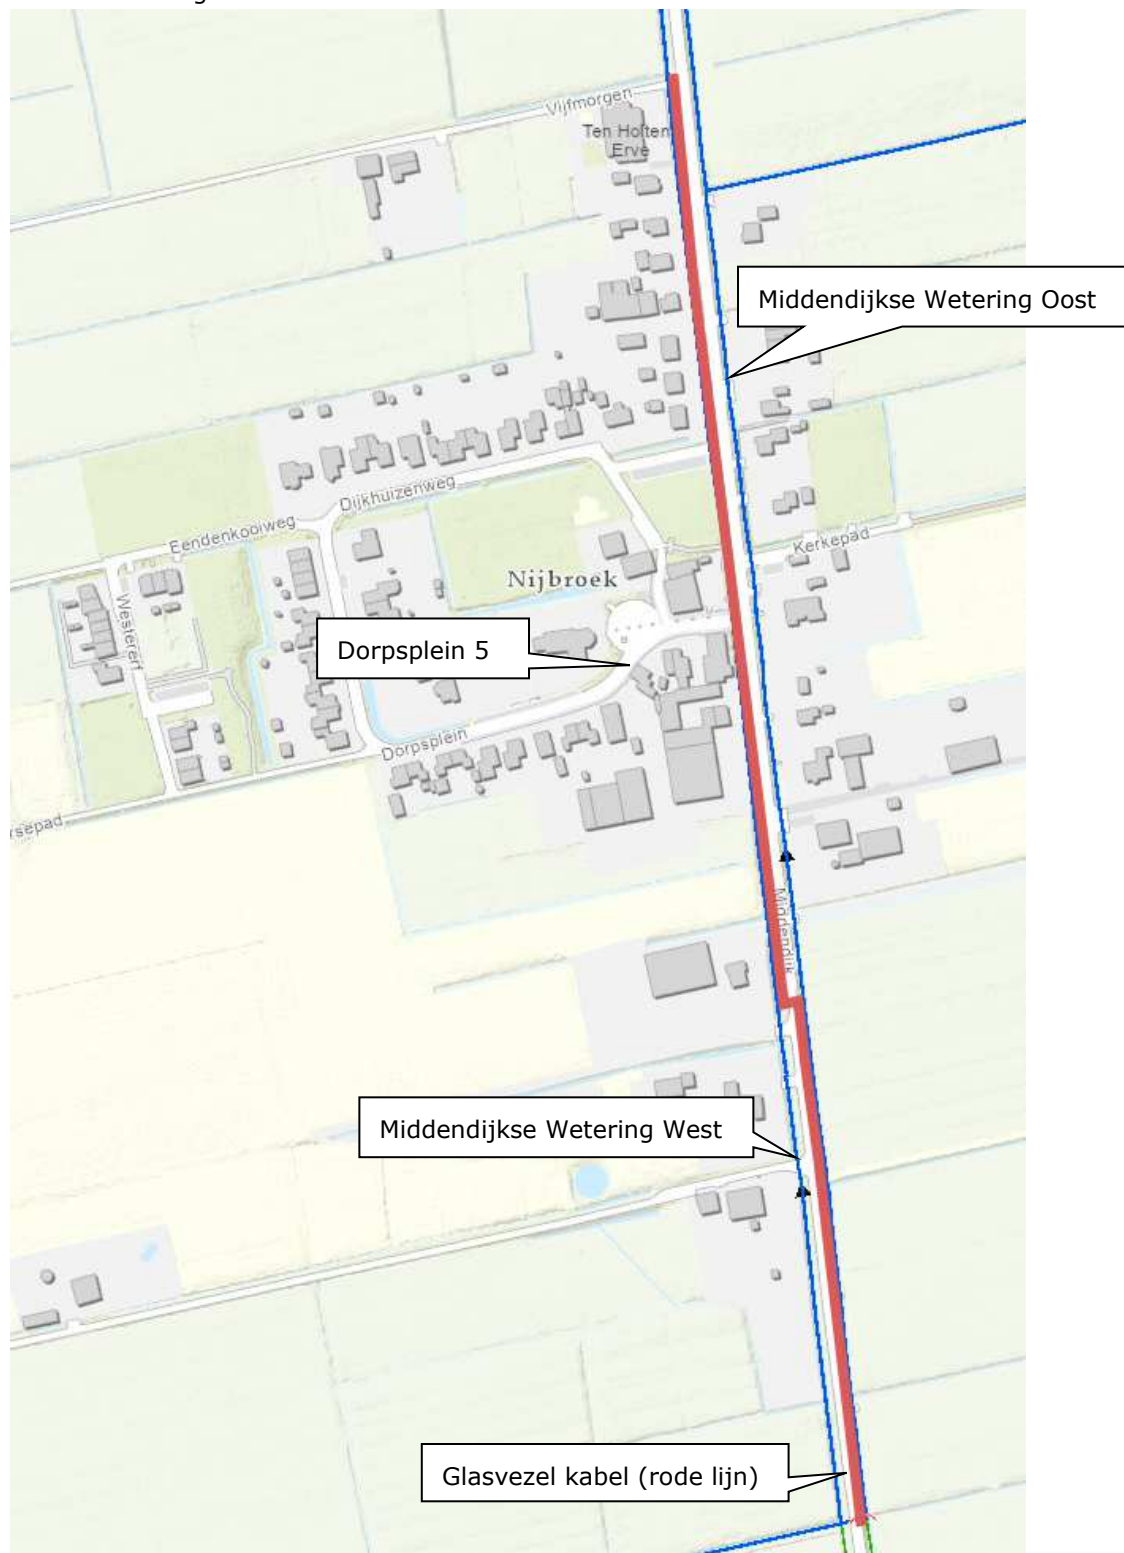 Vijfmorgen
Ten Holten
Erve
Middendijkse Wetering Oost
Dijkhuizenweg
Eendenkooiweg
Kerkepad
Nijbroek
Westererf
Dorpsplein 5
Dorpsplein
rsepad
Middendijk
Middendijkse Wetering West
Glasvezel kabel (rode lijn)